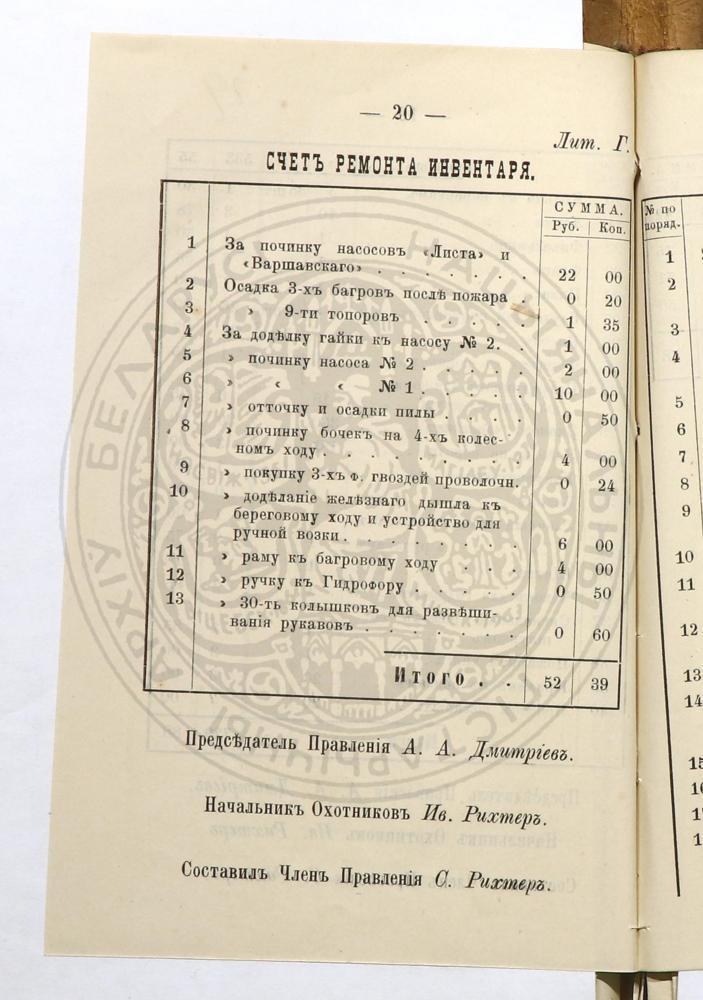 — 20 —
Лит. Г.
СЧЕТЪ РЕМОНТА ИНВЕНТАРЯ.
СУММА.
Руб. Коп.
1 За починку насосовъ «Листа» и
«Варшавскаго» . . . . . . . 22 00
2 Осадка 3-хъ багровъ послѣ пожара . 0 20
3 » 9-ти топоровъ . . . . . 1 35
4 За додѣлку гайки къ насосу № 2. . 1 00
5 » починку насоса № 2 . . . . . 2 00
6 » « « № 1 . . . . . 10 00
7 » отточку и осадки пилы . . . . 0 50
8 » починку бочекъ на 4-хъ колес-
номъ ходу . . . . . . . . . 4 00
9 » покупку 3-хъ ф. гвоздей проволочн. 0 24
10 » додѣланіе желѣзнаго дышла къ
береговому ходу и устройство для
ручной возки . . . . . . . . 6 00
11 » раму къ багровому ходу . . . 4 00
12 » ручку къ Гидрофору . . . . . 0 50
13 » 30-ть колышковъ для развѣши-
ванія рукавовъ . . . . . . . 0 60
Итого . . 52 39
Предсѣдатель Правленія А. А. Дмитріевъ.
Начальникъ Охотниковъ Ив. Рихтеръ.
Составилъ Членъ Правленія С. Рихтеръ.
№ по
поряд.
1
2
3
4
5
6
7
8
9
10
11
12
13
14